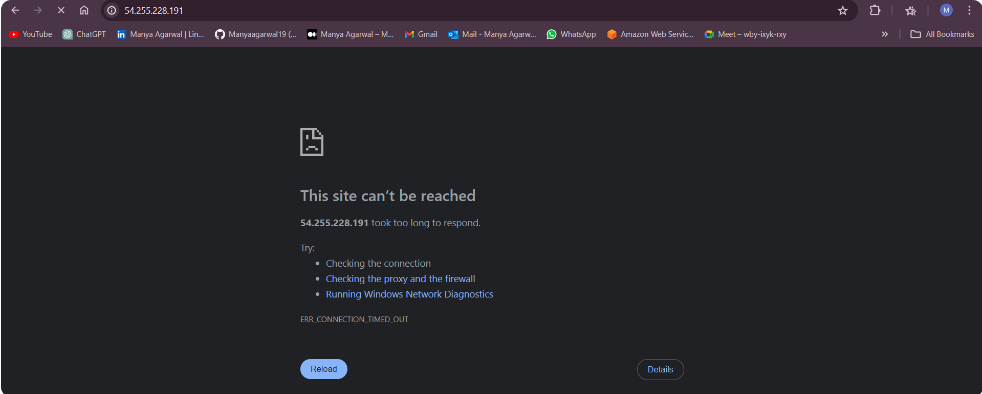 54.255.228.191
M
YouTube
ChatGPT
Manya Agarwal | Lin...
Manyaagarwal19 (...
Manya Agarwal – M...
Gmail
Mail - Manya Agarw...
WhatsApp
Amazon Web Servic...
Meet – wby-ixyk-rxy
»
All Bookmarks
This site can't be reached
54.255.228.191 took too long to respond.
Try:
• Checking the connection
• Checking the proxy and the firewall
• Running Windows Network Diagnostics
ERR_CONNECTION_TIMED_OUT
Reload
Details